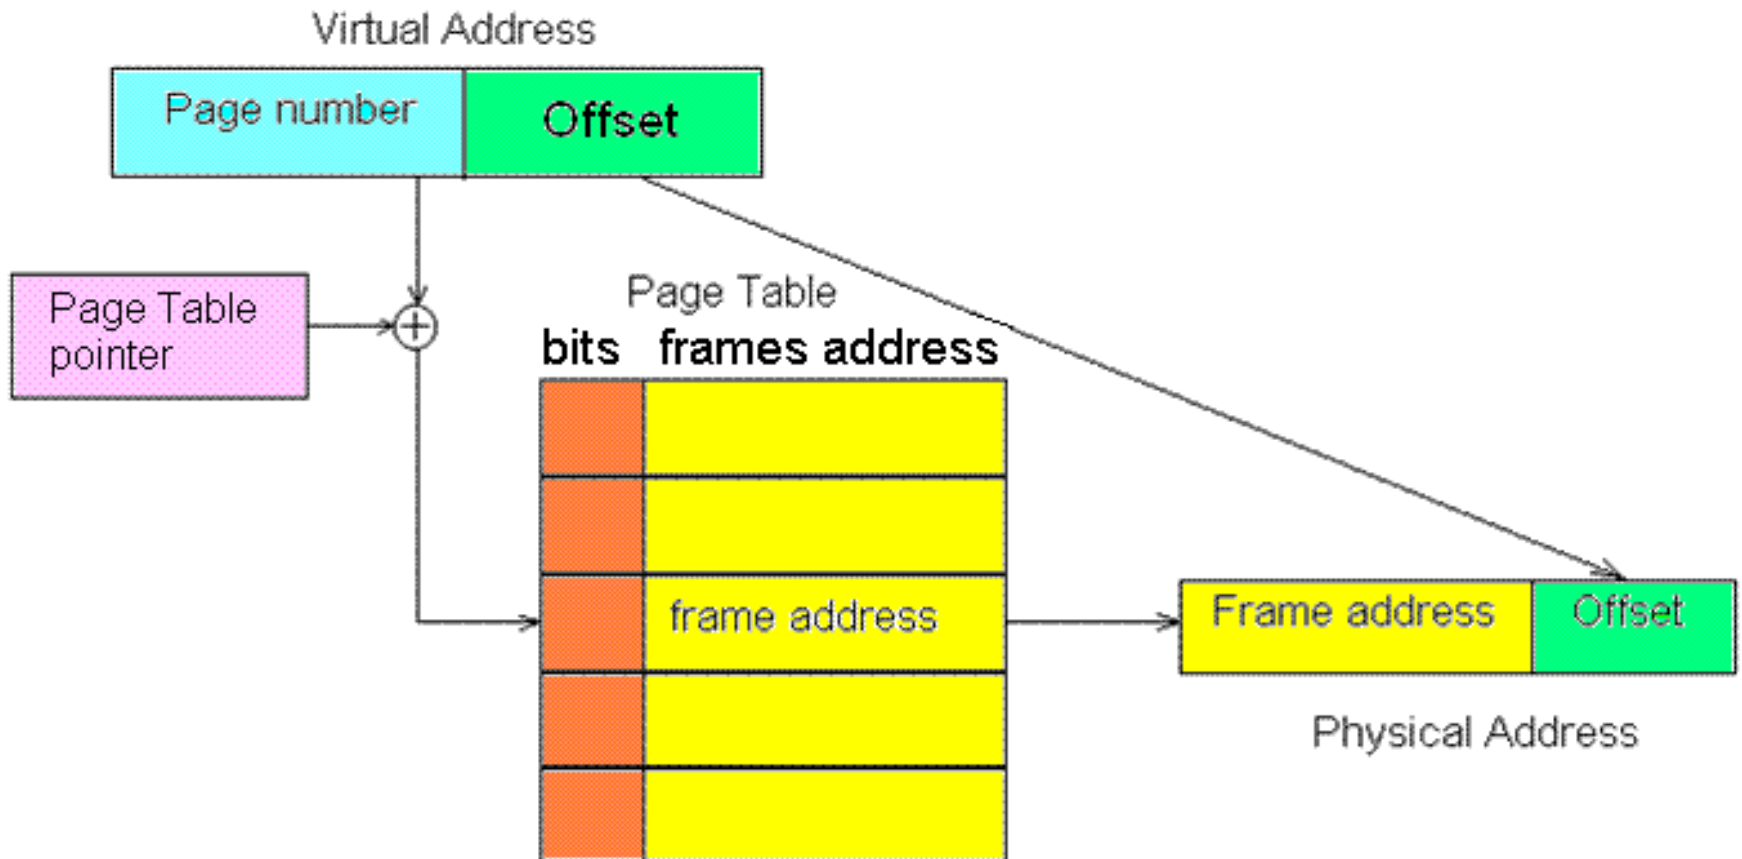 Virtual Address
Page number
Offset
Page Table
pointer
Page Table
bits
frames address
frame address
Frame address
Offset
Physical Address